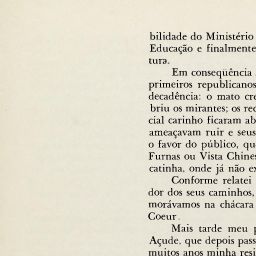 bilidade do Ministério
Educação e finalmente
tura.
Em conseqüência
primeiros republicanos
decadência: o mato cre
briu os mirantes; os re
cial carinho ficaram ab
ameaçavam ruir e seus
o favor do público, qu
Furnas ou Vista Chines
catinha, onde já não ex
Conforme relatei
dor dos seus caminhos,
morávamos na chácara
Coeur.
Mais tarde meu p
Açude, que depois pass
muitos anos minha resi